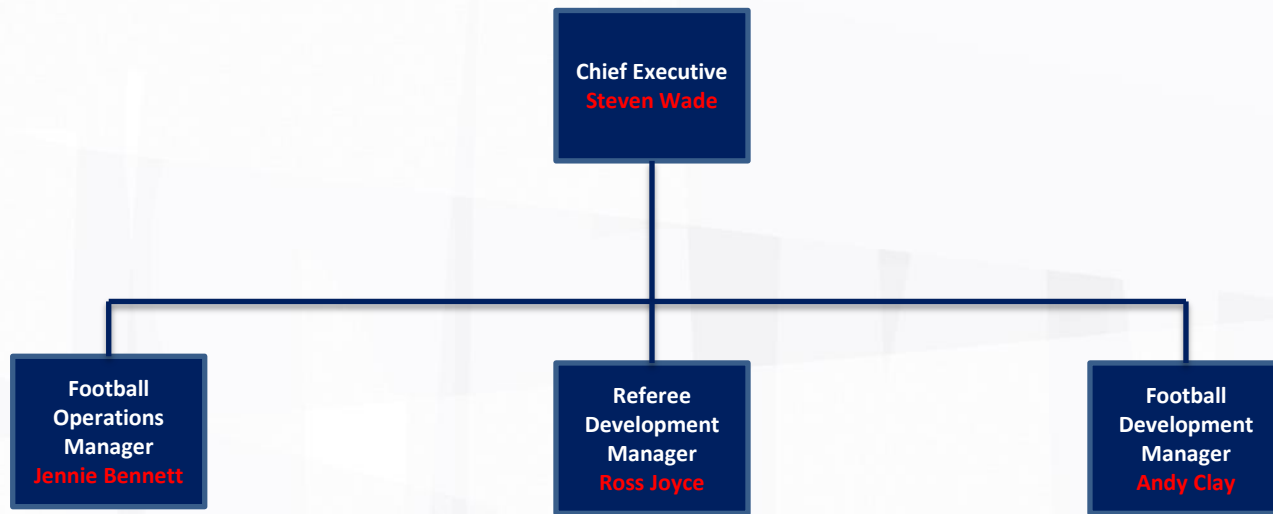 Chief Executive
Steven Wade
Football
Operations
Manager
Jennie Bennett
Referee
Development
Manager
Ross Joyce
Football
Development
Manager
Andy Clay